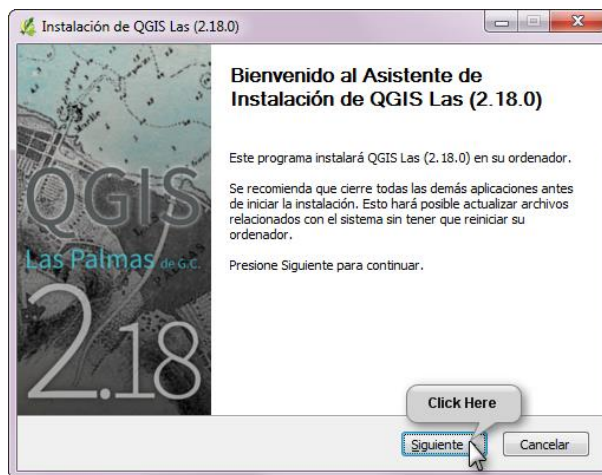 Instalación de QGIS Las (2.18.0)
Bienvenido al Asistente de
Instalación de QGIS Las (2.18.0)
Este programa instalará QGIS Las (2.18.0) en su ordenador.
Se recomienda que cierre todas las demás aplicaciones antes
de iniciar la instalación. Esto hará posible actualizar archivos
relacionados con el sistema sin tener que reiniciar su
ordenador.
Presione Siguiente para continuar.
QGIS
Las Palmas de G.C.
2.18
Click Here
Siguiente
Cancelar